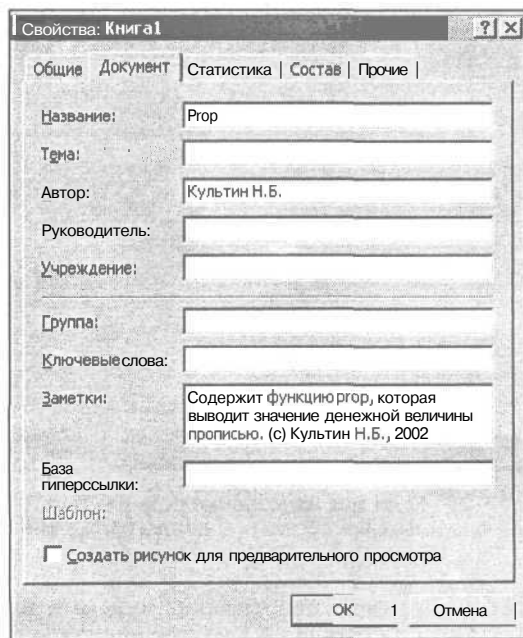 Свойства: Книга1 ? ×
Общие Документ Статистика | Состав | Прочие |
Название: Prop
Тема:
Автор: Культин Н.Б.
Руководитель:
Учреждение:
Группа:
Ключевые слова:
Заметки: Содержит функцию prop, которая
выводит значение денежной величины
прописью. (с) Культин Н.Б., 2002
База
гиперссылки:
Шаблон:
Создать рисунок для предварительного просмотра
OK 1 Отмена |